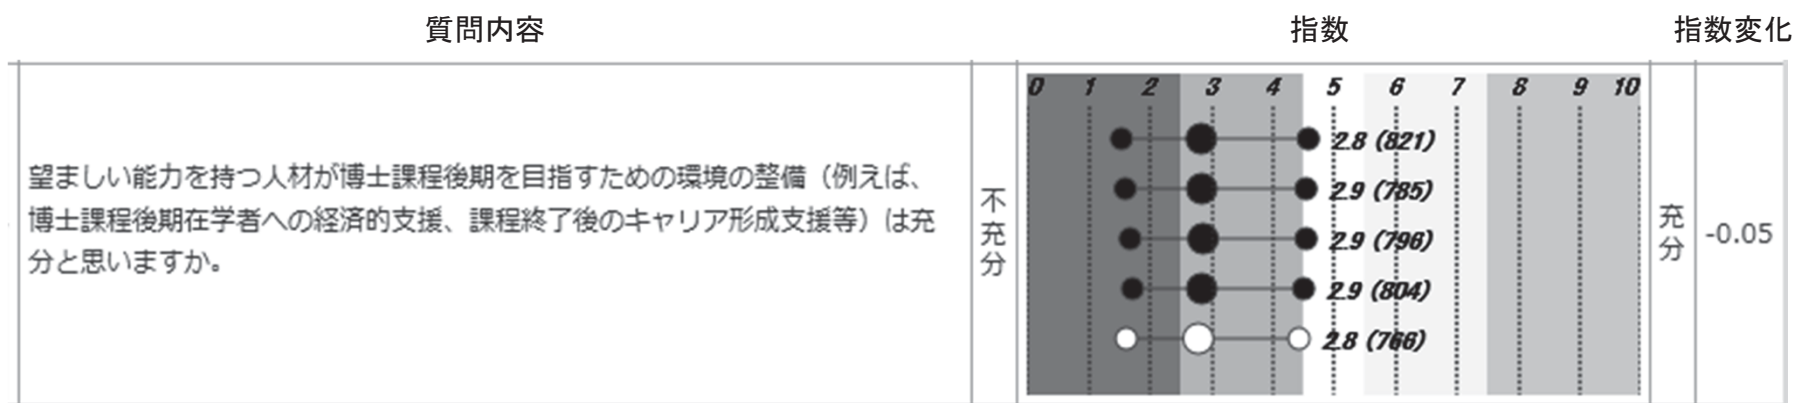 質問内容 指数 指数変化
0 1 2 3 4 5 6 7 8 9 10
2.8 (821)
望ましい能力を持つ人材が博士課程後期を目指すための環境の整備（例えば、
博士課程後期在学者への経済的支援、課程終了後のキャリア形成支援等）は充
分と思いますか。
不充分
2.9 (785)
2.9 (796)
2.9 (804)
2.8 (766)
充分
-0.05